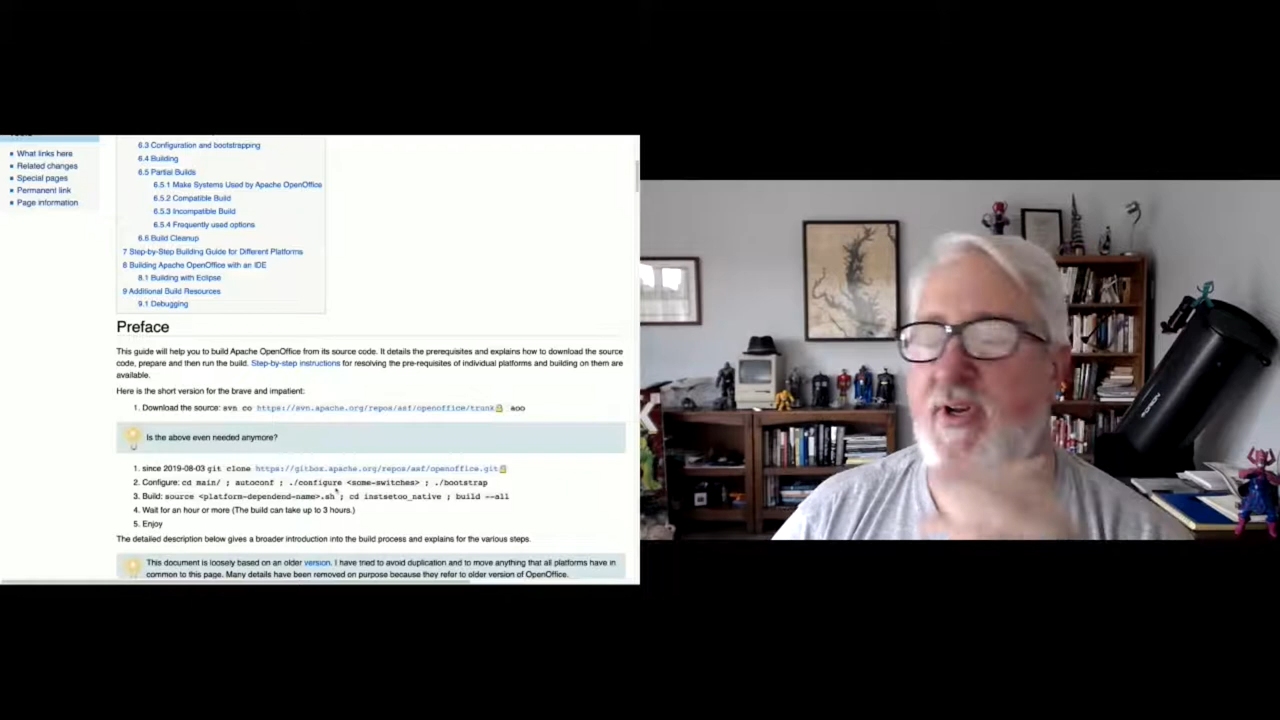 What links here
Related changes
Special pages
Permanent link
Page information
6.3 Configuration and bootstrapping
6.4 Building
6.5 Partial Builds
6.5.1 Make Systems Used by Apache OpenOffice
6.5.2 Compatible Build
6.5.3 Incompatible Build
6.5.4 Frequently used options
6.6 Build Cleanup
7 Step-by-Step Building Guide for Different Platforms
8 Building Apache OpenOffice with an IDE
8.1 Building with Eclipse
9 Additional Build Resources
9.1 Debugging
Preface
This guide will help you to build Apache OpenOffice from its source code. It details the prerequisites and explains how to download the source
code, prepare and then run the build. Step-by-step instructions for resolving the pre-requisites of individual platforms and building on them are
available.
Here is the short version for the brave and impatient:
1. Download the source: svn co https://svn.apache.org/repos/asf/openoffice/trunk aoo
Is the above even needed anymore?
1. since 2019-08-03 git clone https://gitbox.apache.org/repos/asf/openoffice.git
2. Configure: cd main/ ; autoconf ; ./configure <some-switches> ; ./bootstrap
3. Build: source <platform-dependend-name>.sh ; cd instsetoo_native ; build --all
4. Wait for an hour or more (The build can take up to 3 hours.)
5. Enjoy
The detailed description below gives a broader introduction into the build process and explains for the various steps.
This document is loosely based on an older version. I have tried to avoid duplication and to move anything that all platforms have in
common to this page. Many details have been removed on purpose because they refer to older version of OpenOffice.